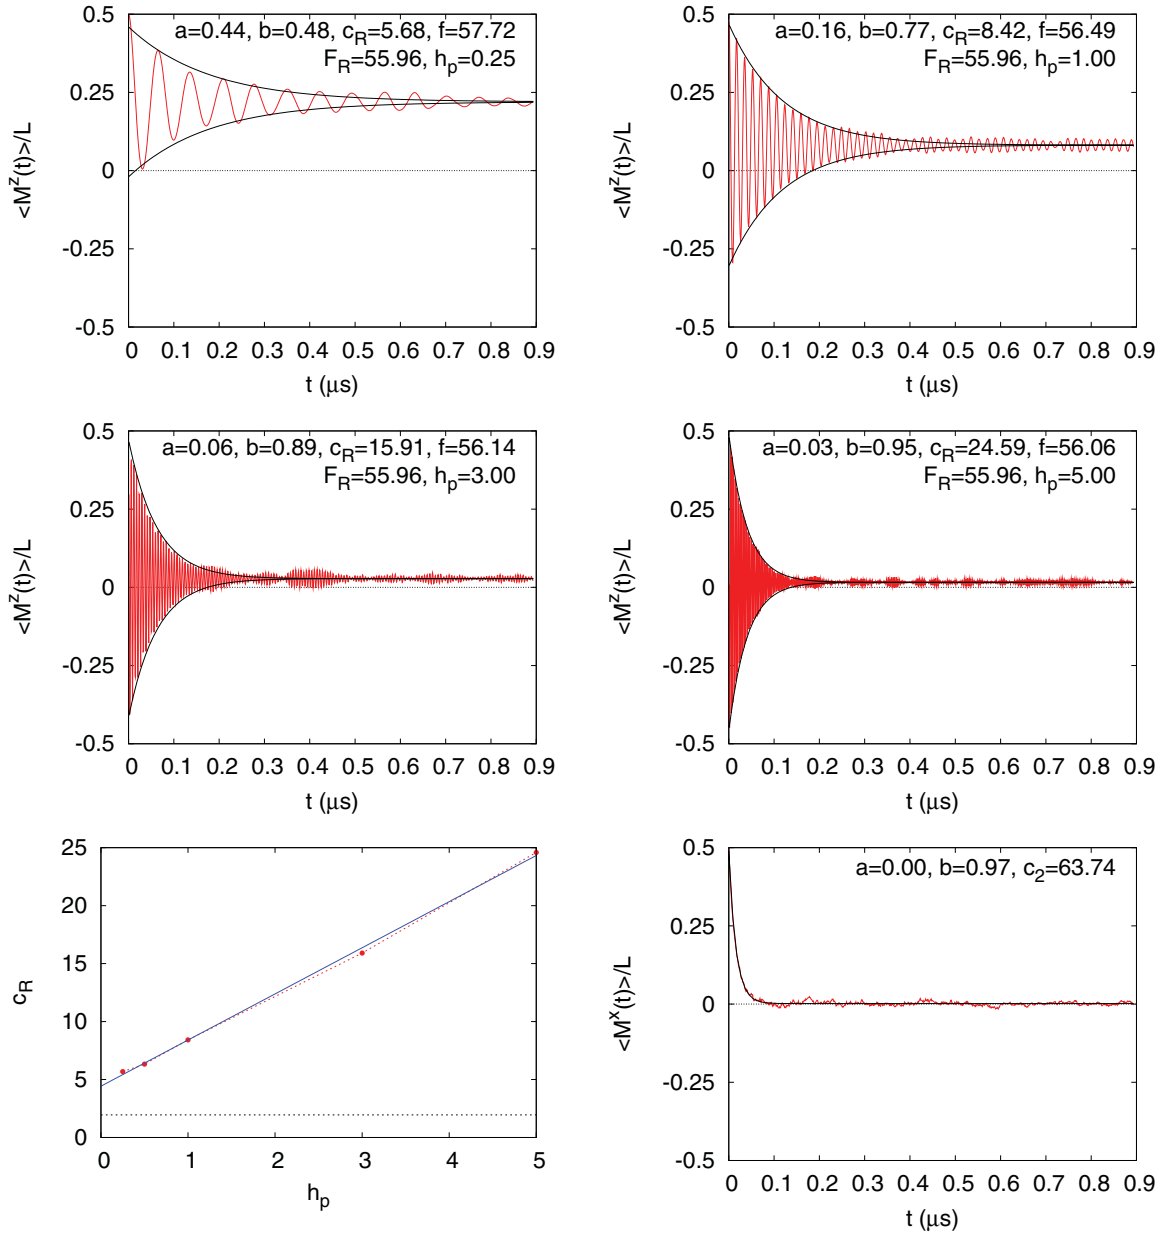 a=0.44, b=0.48, c_R=5.68, f=57.72
F_R=55.96, h_p=0.25
0.5
0.25
0
-0.25
-0.5
<M^z(t)>/L
0 0.1 0.2 0.3 0.4 0.5 0.6 0.7 0.8 0.9
t (μs)
a=0.16, b=0.77, c_R=8.42, f=56.49
F_R=55.96, h_p=1.00
0.5
0.25
0
-0.25
-0.5
<M^z(t)>/L
0 0.1 0.2 0.3 0.4 0.5 0.6 0.7 0.8 0.9
t (μs)
a=0.06, b=0.89, c_R=15.91, f=56.14
F_R=55.96, h_p=3.00
0.5
0.25
0
-0.25
-0.5
<M^z(t)>/L
0 0.1 0.2 0.3 0.4 0.5 0.6 0.7 0.8 0.9
t (μs)
a=0.03, b=0.95, c_R=24.59, f=56.06
F_R=55.96, h_p=5.00
0.5
0.25
0
-0.25
-0.5
<M^z(t)>/L
0 0.1 0.2 0.3 0.4 0.5 0.6 0.7 0.8 0.9
t (μs)
25
20
15
10
5
0
c_R
0 1 2 3 4 5
h_p
a=0.00, b=0.97, c_2=63.74
0.5
0.25
0
-0.25
-0.5
<M^x(t)>/L
0 0.1 0.2 0.3 0.4 0.5 0.6 0.7 0.8 0.9
t (μs)